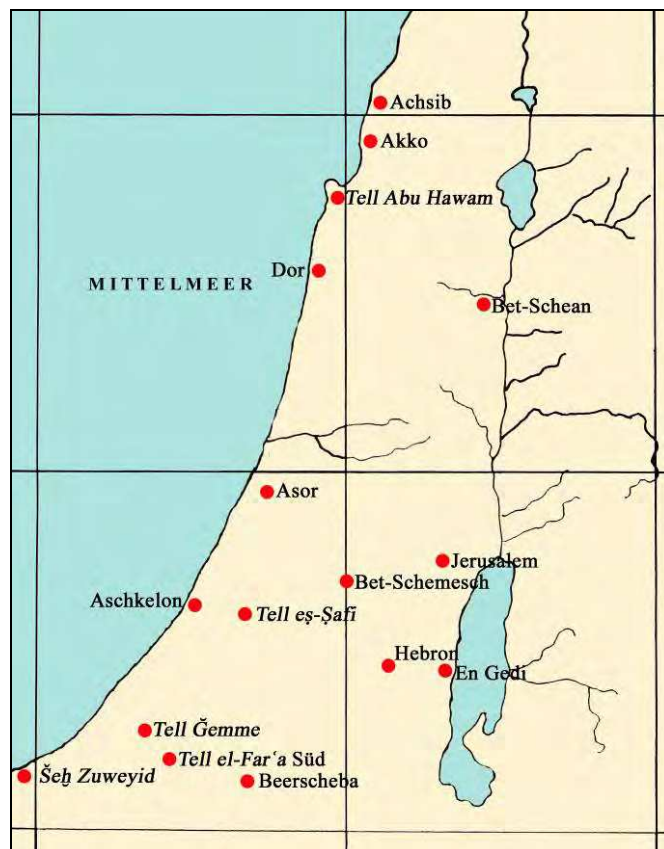 Achsib
Akko
Tell Abu Hawam
Dor
MITTELMEER
Bet-Schean
Asor
Jerusalem
Bet-Schemesch
Aschkelon
Tell eṣ-Ṣafi
Hebron
En Gedi
Tell Ǧemme
Tell el-Farʿa Süd
Šeḫ Zuweyid
Beerscheba